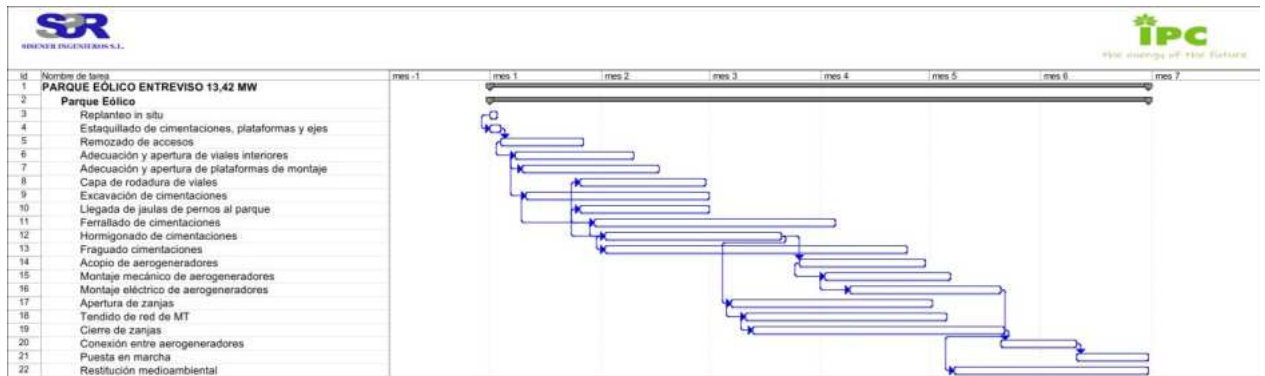 SISENER INGENIEROS S.L.
IPC
the energy of the future
Id Nombre de tarea mes -1 mes 1 mes 2 mes 3 mes 4 mes 5 mes 6 mes 7
1 PARQUE EÓLICO ENTREVISO 13,42 MW
2 Parque Eólico
3 Replanteo in situ
4 Estaquillado de cimentaciones, plataformas y ejes
5 Remozado de accesos
6 Adecuación y apertura de viales interiores
7 Adecuación y apertura de plataformas de montaje
8 Capa de rodadura de viales
9 Excavación de cimentaciones
10 Llegada de jaulas de pernos al parque
11 Ferrallado de cimentaciones
12 Hormigonado de cimentaciones
13 Fraguado cimentaciones
14 Acopio de aerogeneradores
15 Montaje mecánico de aerogeneradores
16 Montaje eléctrico de aerogeneradores
17 Apertura de zanjas
18 Tendido de red de MT
19 Cierre de zanjas
20 Conexión entre aerogeneradores
21 Puesta en marcha
22 Restitución medioambiental